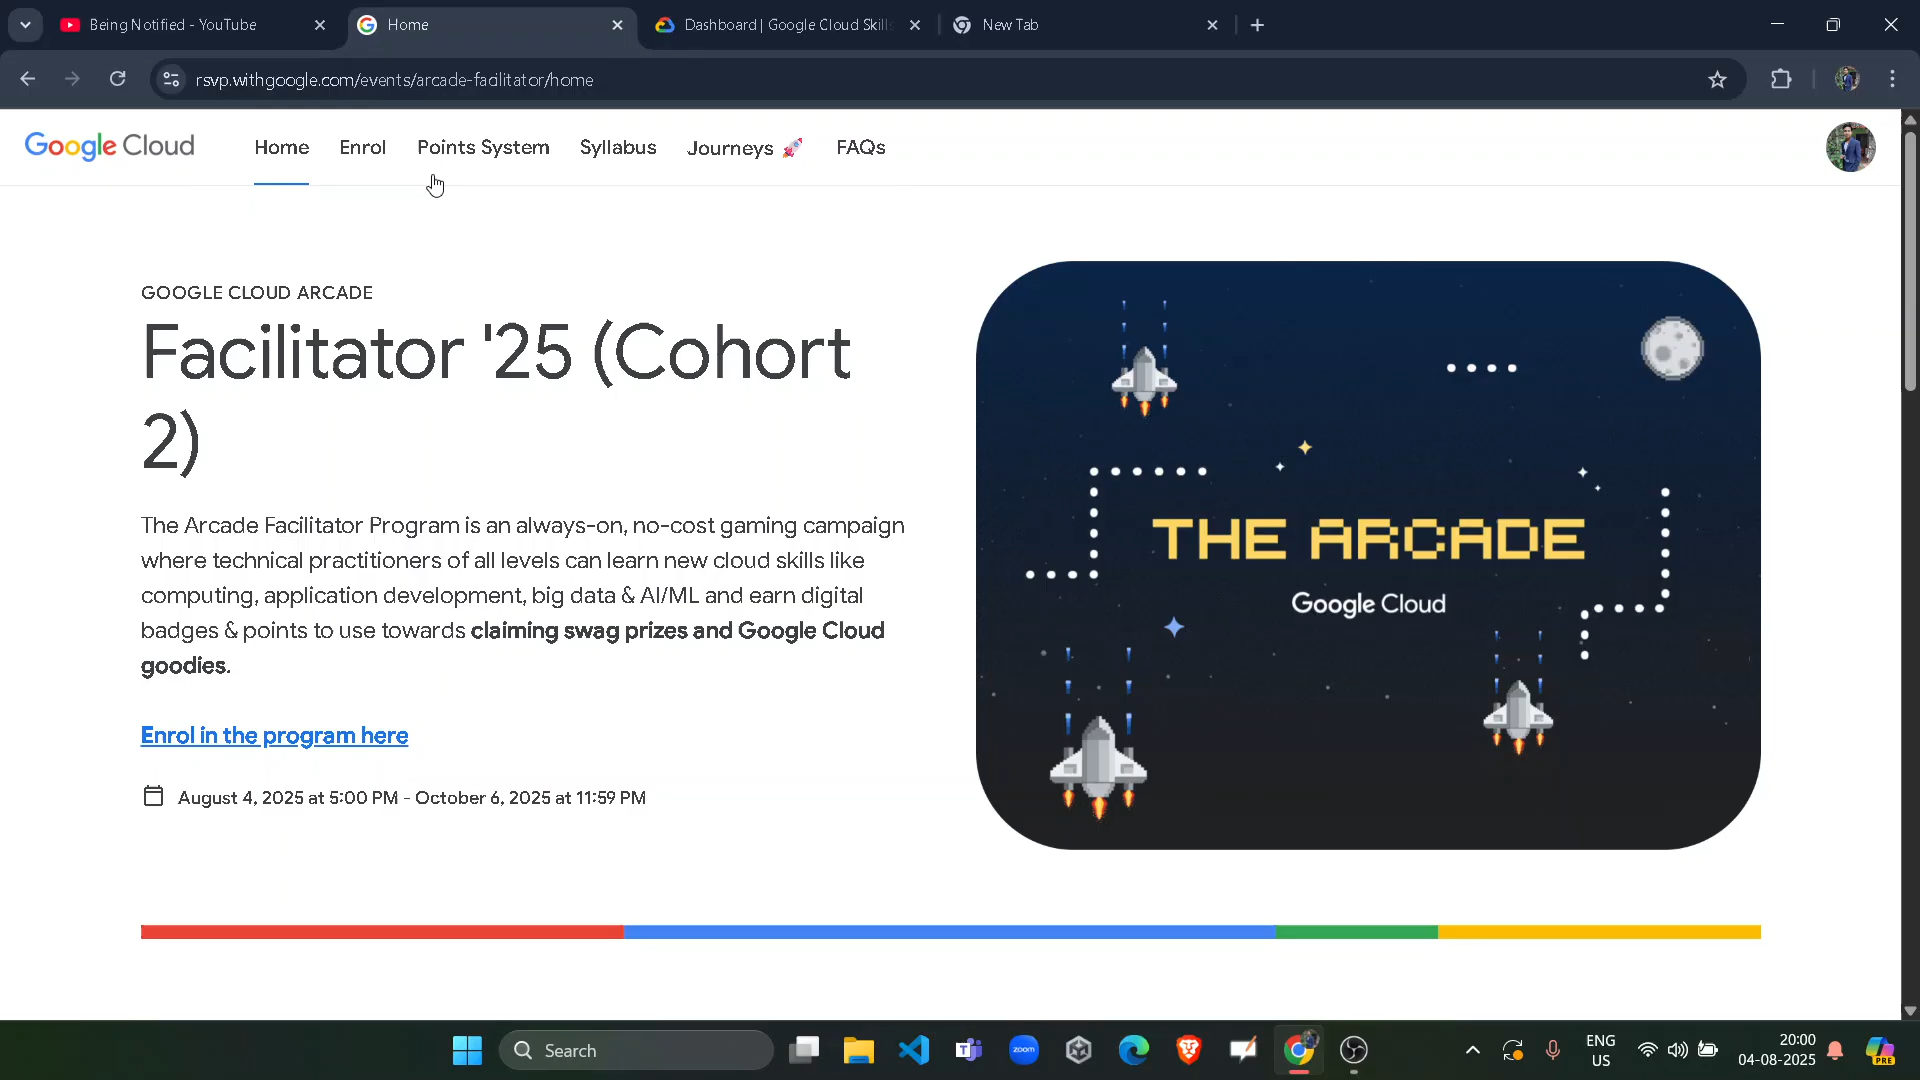 Being Notified - YouTube
Home
Dashboard | Google Cloud Skills
New Tab
rsvp.withgoogle.com/events/arcade-facilitator/home
Google Cloud
Home
Enrol
Points System
Syllabus
Journeys 🚀
FAQs
GOOGLE CLOUD ARCADE
Facilitator '25 (Cohort
2)
The Arcade Facilitator Program is an always-on, no-cost gaming campaign
where technical practitioners of all levels can learn new cloud skills like
computing, application development, big data & AI/ML and earn digital
badges & points to use towards claiming swag prizes and Google Cloud
goodies.
Enrol in the program here
August 4, 2025 at 5:00 PM - October 6, 2025 at 11:59 PM
THE ARCADE
Google Cloud
Search
zoom
ENG
US
20:00
04-08-2025
PRE